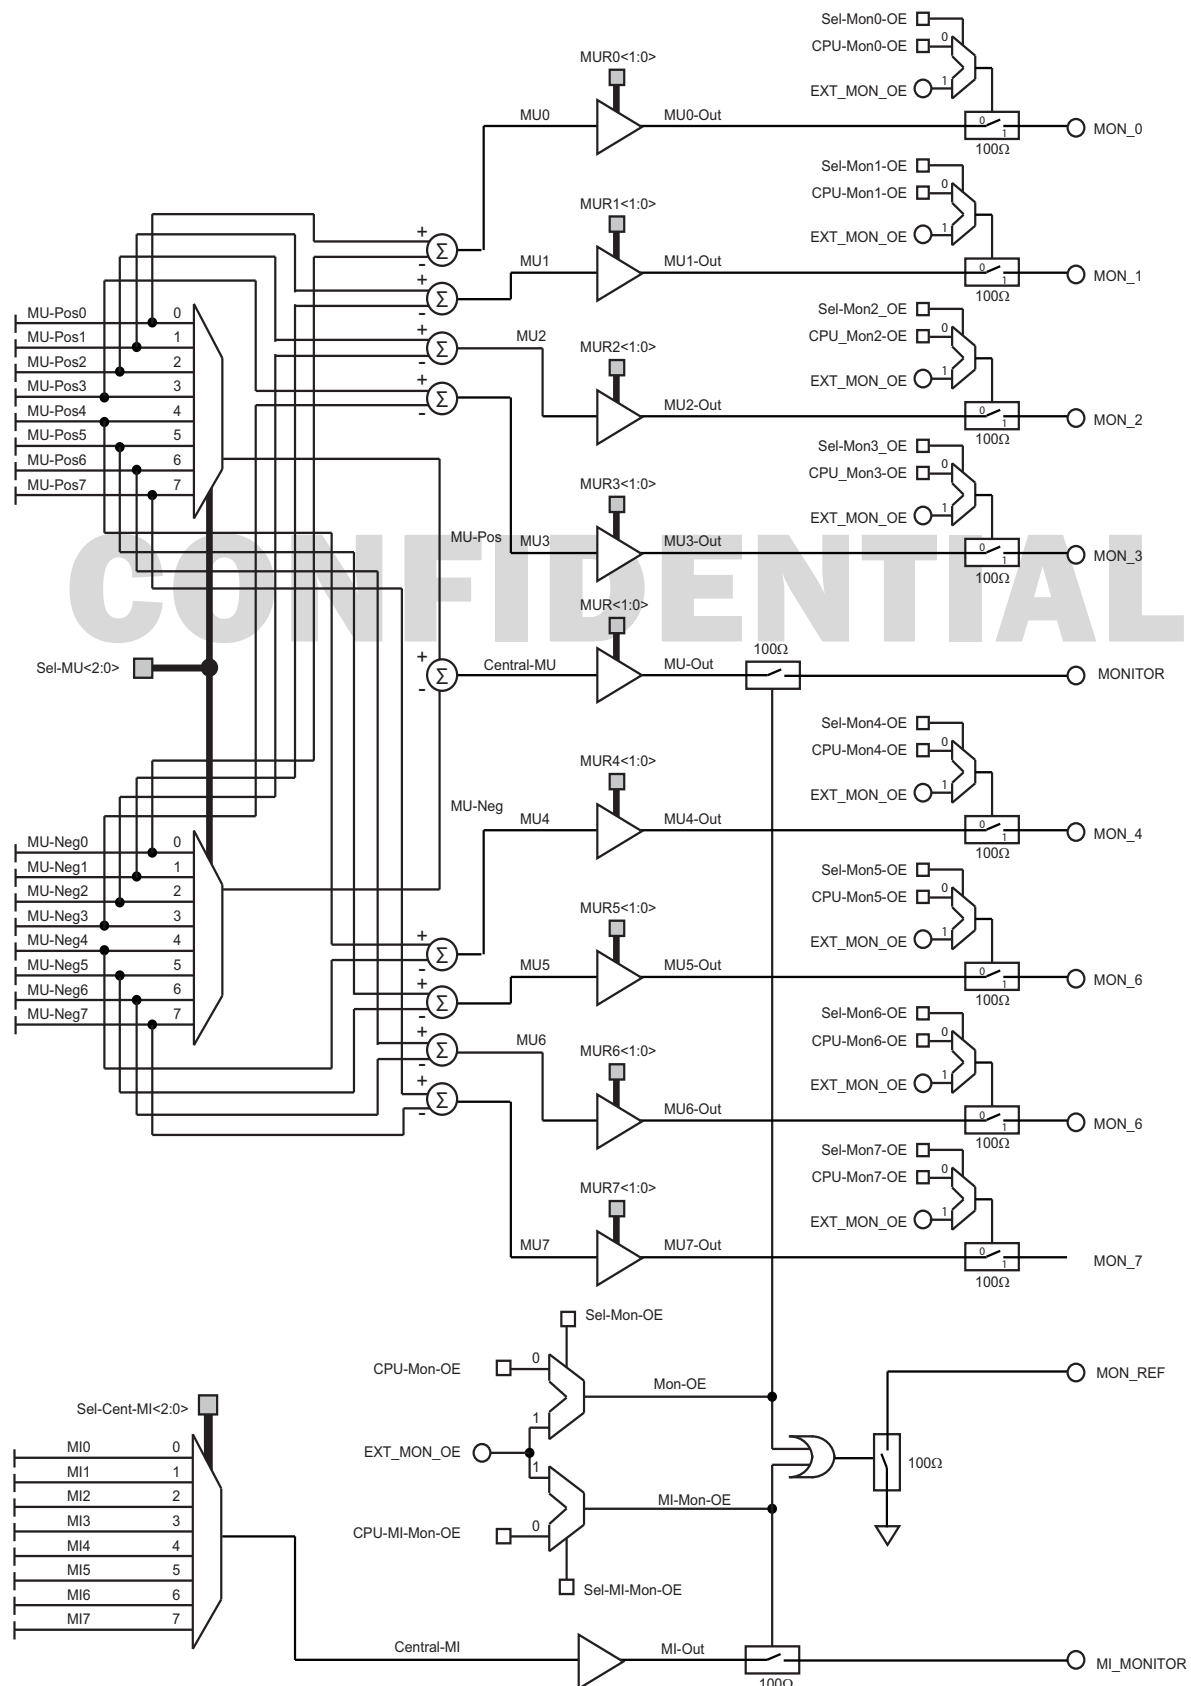 Sel-Mon0-OE
CPU-Mon0-OE
0
EXT_MON_OE
1
MUR0<1:0>
MU0
MU0-Out
0
1
100Ω
MON_0
Sel-Mon1-OE
CPU-Mon1-OE
0
EXT_MON_OE
1
MUR1<1:0>
+
Σ
-
MU1
MU1-Out
0
1
100Ω
MON_1
+
Σ
-
Sel-Mon2_OE
CPU_Mon2-OE
0
EXT_MON_OE
1
MU-Pos0 0
MU-Pos1 1
MU-Pos2 2
MU-Pos3 3
MU-Pos4 4
MU-Pos5 5
MU-Pos6 6
MU-Pos7 7
+
Σ
-
MU2
MUR2<1:0>
MU2-Out
0
1
100Ω
MON_2
+
Σ
-
Sel-Mon3_OE
CPU_Mon3-OE
0
EXT_MON_OE
1
MUR3<1:0>
MU-Pos
MU3
MU3-Out
0
1
100Ω
MON_3
CONFIDENTIAL
MUR<1:0>
Sel-MU<2:0>
+
Σ
-
Central-MU
MU-Out
100Ω
MONITOR
Sel-Mon4-OE
CPU-Mon4-OE
0
EXT_MON_OE
1
MUR4<1:0>
MU-Neg
MU4
MU4-Out
0
1
100Ω
MON_4
MU-Neg0 0
MU-Neg1 1
MU-Neg2 2
MU-Neg3 3
MU-Neg4 4
MU-Neg5 5
MU-Neg6 6
MU-Neg7 7
Sel-Mon5-OE
CPU-Mon5-OE
0
EXT_MON_OE
1
MUR5<1:0>
+
Σ
-
MU5
MU5-Out
0
1
100Ω
MON_6
+
Σ
-
Sel-Mon6-OE
CPU-Mon6-OE
0
EXT_MON_OE
1
+
Σ
-
MU6
MUR6<1:0>
MU6-Out
0
1
100Ω
MON_6
+
Σ
-
Sel-Mon7-OE
CPU-Mon7-OE
0
EXT_MON_OE
1
MUR7<1:0>
MU7
MU7-Out
0
1
100Ω
MON_7
Sel-Mon-OE
CPU-Mon-OE
0
Mon-OE
MON_REF
1
EXT_MON_OE
100Ω
1
MI-Mon-OE
CPU-MI-Mon-OE
0
Sel-MI-Mon-OE
Sel-Cent-MI<2:0>
MI0 0
MI1 1
MI2 2
MI3 3
MI4 4
MI5 5
MI6 6
MI7 7
Central-MI
MI-Out
100Ω
MI_MONITOR